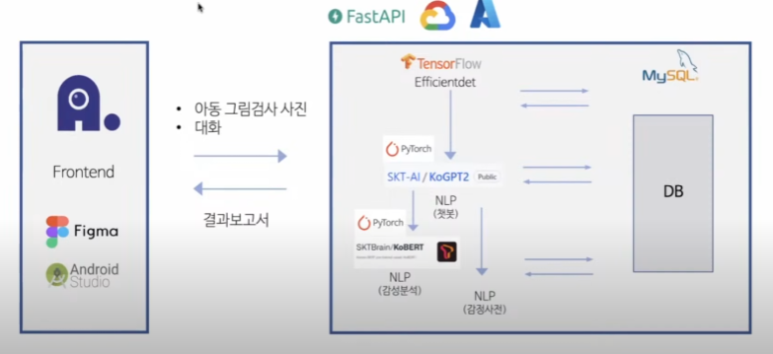 FastAPI
Frontend
Figma
Android
Studio
• 아동 그림검사 사진
• 대화
결과보고서
TensorFlow
Efficientdet
PyTorch
SKT-AI/KoGPT2 Public
NLP
(챗봇)
PyTorch
SKTBrain/KoBERT
NLP
(감성분석)
NLP
(감정사전)
MySQL
DB